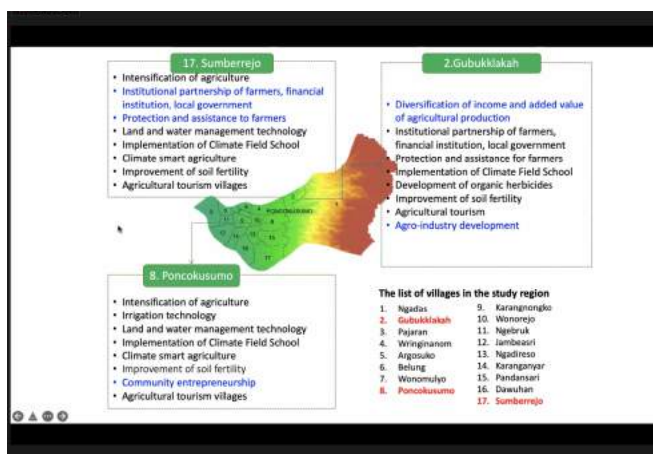 17. Sumberrejo
• Intensification of agriculture
• Institutional partnership of farmers, financial
institution, local government
• Protection and assistance to farmers
• Land and water management technology
• Implementation of Climate Field School
• Climate smart agriculture
• Improvement of soil fertility
• Agricultural tourism villages
2.Gubukklakah
• Diversification of income and added value
of agricultural production
• Institutional partnership of farmers,
financial institution, local government
• Protection and assistance for farmers
• Implementation of Climate Field School
• Development of organic herbicides
• Improvement of soil fertility
• Agricultural tourism
• Agro-industry development
PONCOKUSUMO
8. Poncokusumo
• Intensification of agriculture
• Irrigation technology
• Land and water management technology
• Implementation of Climate Field School
• Climate smart agriculture
• Improvement of soil fertility
• Community entrepreneurship
• Agricultural tourism villages
The list of villages in the study region
1. Ngadas
2. Gubukklakah
3. Pajaran
4. Wringinanom
5. Argosuko
6. Belung
7. Wonomulyo
8. Poncokusumo
9. Karangnongko
10. Wonorejo
11. Ngebruk
12. Jambeasri
13. Ngadireso
14. Karanganyar
15. Pandansari
16. Dawuhan
17. Sumberrejo